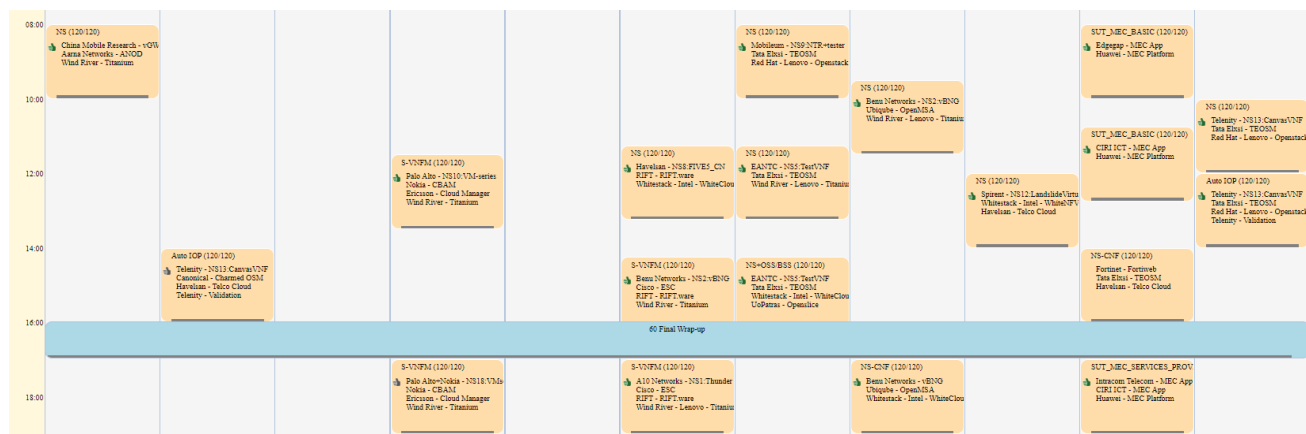 08:00
10:00
12:00
14:00
16:00
18:00
NS (120/120)
China Mobile Research - vGW
Aarna Networks - ANOD
Wind River - Titanium
Auto IOP (120/120)
Telenity - NS13:CanvasVNF
Canonical - Charmed OSM
Havelsan - Telco Cloud
Telenity - Validation
S-VNFM (120/120)
Palo Alto - NS10:VM-series
Nokia - CBAM
Ericsson - Cloud Manager
Wind River - Titanium
S-VNFM (120/120)
Palo Alto+Nokia - NS18:VMs
Nokia - CBAM
Ericsson - Cloud Manager
Wind River - Titanium
NS (120/120)
Havelsan - NS8:FIVE5_CN
RIFT - RIFT.ware
Whitestack - Intel - WhiteClou
S-VNFM (120/120)
Benu Networks - NS2:vBNG
Cisco - ESC
RIFT - RIFT.ware
Wind River - Titanium
S-VNFM (120/120)
A10 Networks - NS1:Thunder
Cisco - ESC
RIFT - RIFT.ware
Wind River - Lenovo - Titaniu
NS (120/120)
Mobileum - NS9:NTR+tester
Tata Elxsi - TEOSM
Red Hat - Lenovo - Openstack
NS (120/120)
EANTC - NS5:TestVNF
Tata Elxsi - TEOSM
Wind River - Lenovo - Titaniu
NS+OSS/BSS (120/120)
EANTC - NS5:TestVNF
Tata Elxsi - TEOSM
Whitestack - Intel - WhiteClou
UoPatras - Openslice
NS (120/120)
Benu Networks - NS2:vBNG
Ubiqube - OpenMSA
Wind River - Lenovo - Titaniu
NS-CNF (120/120)
Benu Networks - vBNG
Ubiqube - OpenMSA
Whitestack - Intel - WhiteClou
NS (120/120)
Spirent - NS12:LandslideVirtu
Whitestack - Intel - WhiteNFV
Havelsan - Telco Cloud
SUT_MEC_BASIC (120/120)
Edgegap - MEC App
Huawei - MEC Platform
SUT_MEC_BASIC (120/120)
CIRI ICT - MEC App
Huawei - MEC Platform
NS-CNF (120/120)
Fortinet - Fortiweb
Tata Elxsi - TEOSM
Havelsan - Telco Cloud
SUT_MEC_SERVICES_PROV
Intracom Telecom - MEC App
CIRI ICT - MEC App
Huawei - MEC Platform
NS (120/120)
Telenity - NS13:CanvasVNF
Tata Elxsi - TEOSM
Red Hat - Lenovo - Openstack
Auto IOP (120/120)
Telenity - NS13:CanvasVNF
Tata Elxsi - TEOSM
Red Hat - Lenovo - Openstack
Telenity - Validation
60 Final Wrap-up